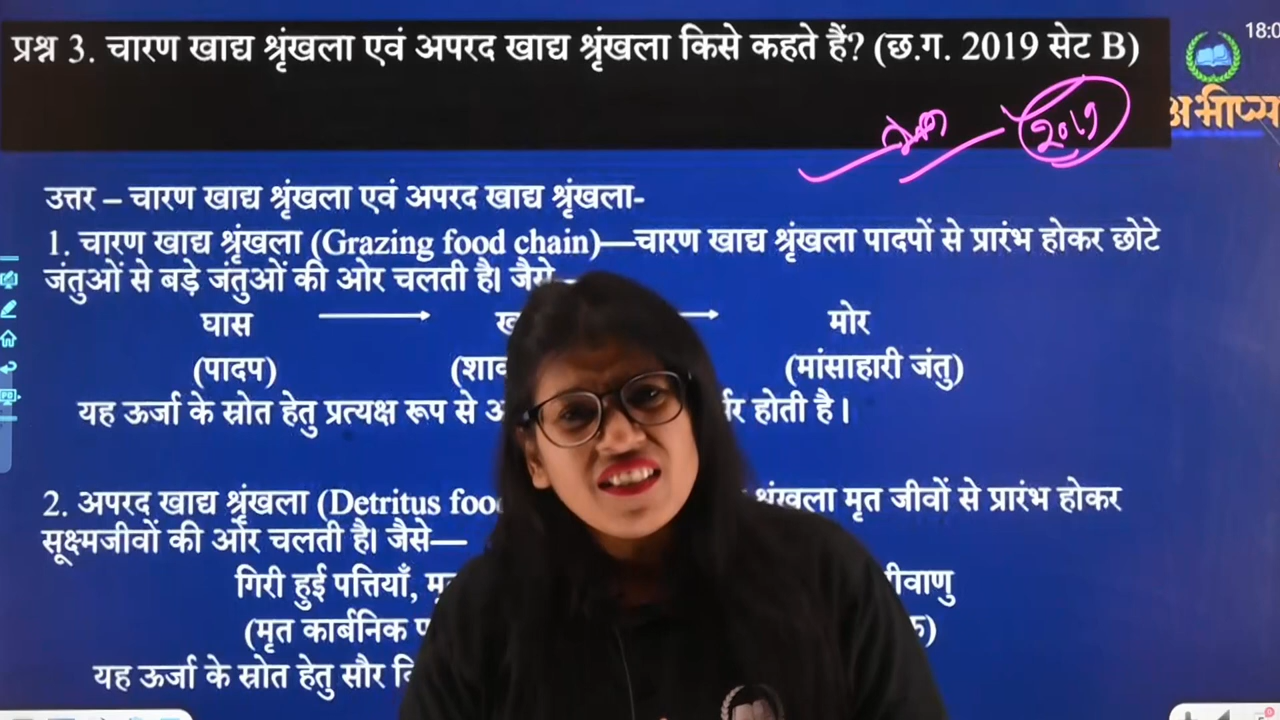 प्रश्न 3. चारण खाद्य श्रृंखला एवं अपरद खाद्य श्रृंखला किसे कहते हैं? (छ.ग. 2019 सेट B)
18:0
अभीप्स
2019
उत्तर – चारण खाद्य श्रृंखला एवं अपरद खाद्य श्रृंखला-
1. चारण खाद्य श्रृंखला (Grazing food chain)—चारण खाद्य श्रृंखला पादपों से प्रारंभ होकर छोटे
जंतुओं से बड़े जंतुओं की ओर चलती है। जैसे—
घास मोर
(पादप) (मांसाहारी जंतु)
यह ऊर्जा के स्रोत हेतु प्रत्यक्ष रूप से होती है।
2. अपरद खाद्य श्रृंखला (Detritus श्रृंखला मृत जीवों से प्रारंभ होकर
सूक्ष्मजीवों की ओर चलती है। जैसे—
गिरी हुई पत्तियाँ,
(मृत कार्बनिक
यह ऊर्जा के स्रोत हेतु सौर